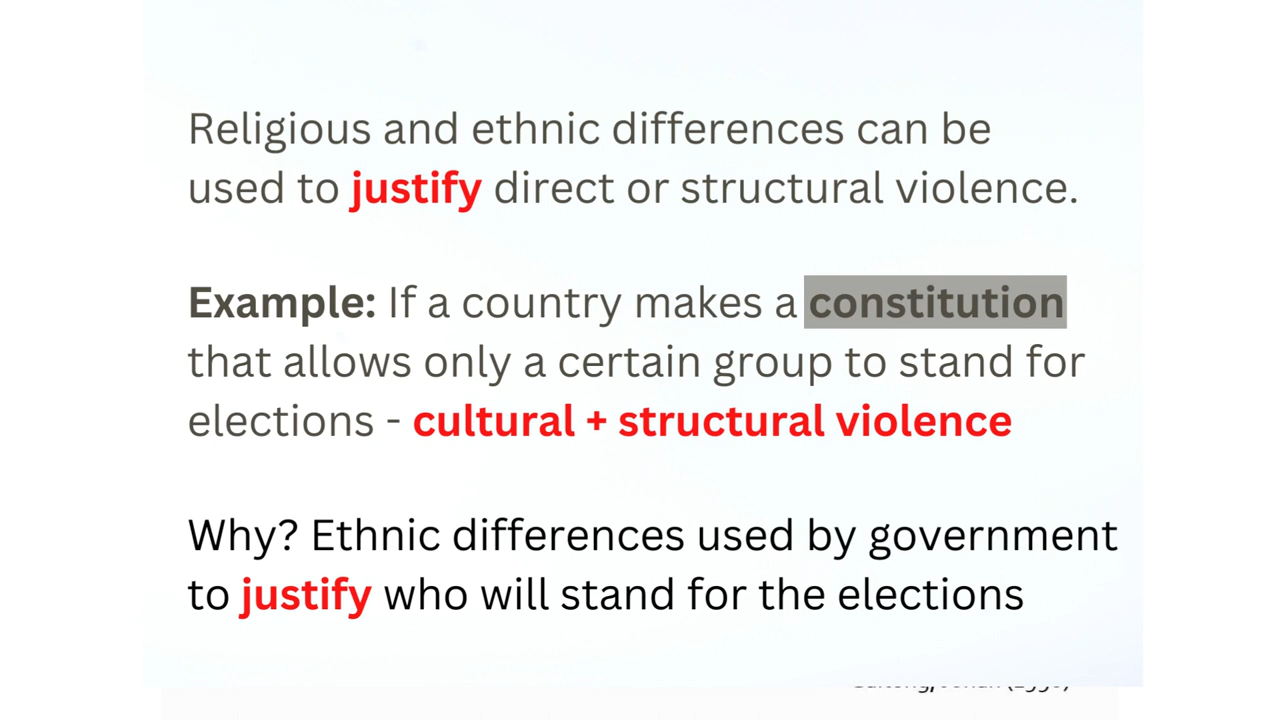 Religious and ethnic differences can be
used to justify direct or structural violence.
Example: If a country makes a constitution
that allows only a certain group to stand for
elections - cultural + structural violence
Why? Ethnic differences used by government
to justify who will stand for the elections